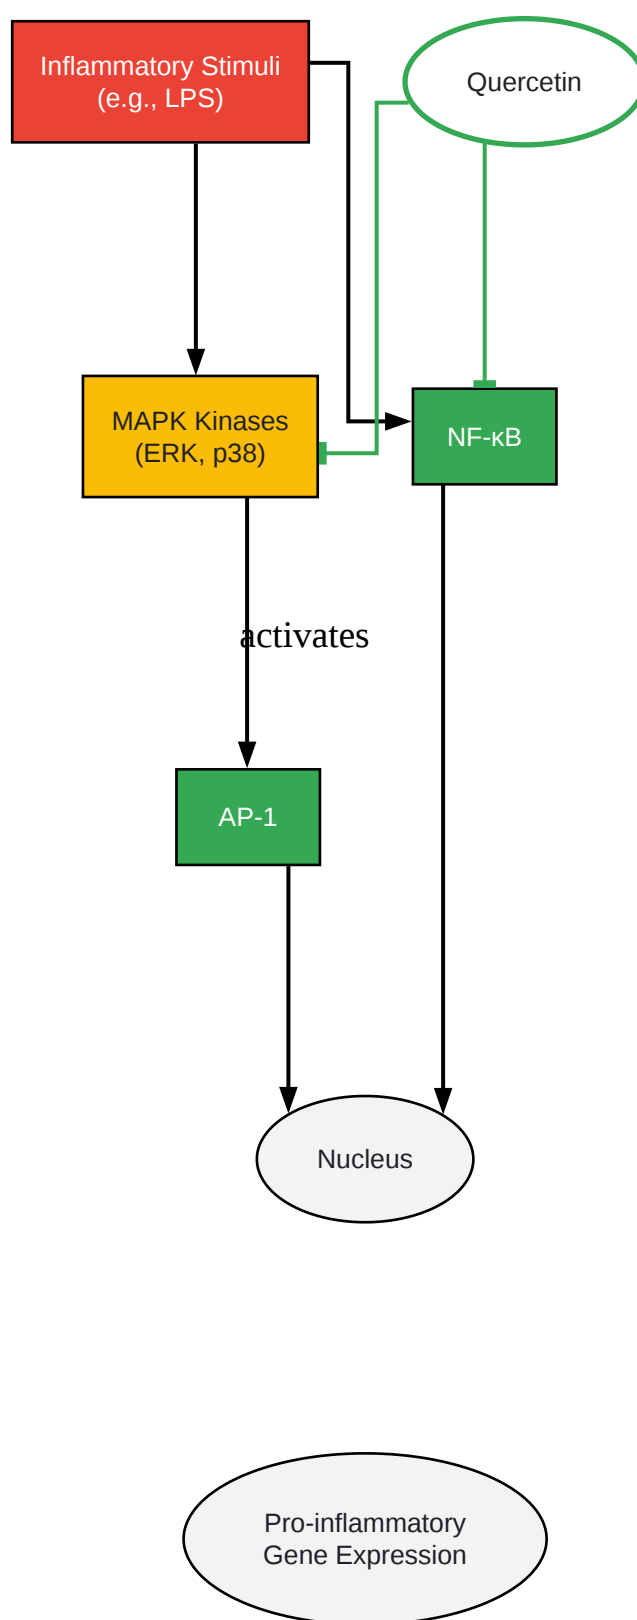 Inflammatory Stimuli
(e.g., LPS)
Quercetin
MAPK Kinases
(ERK, p38)
NF-κB
activates
AP-1
Nucleus
Pro-inflammatory
Gene Expression